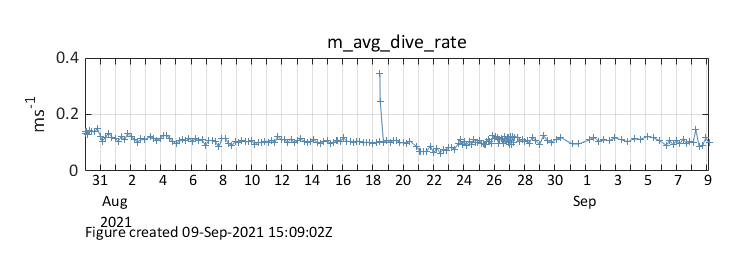 m_avg_dive_rate
0.4
0.2
0
ms-1
31 2 4 6 8 10 12 14 16 18 20 22 24 26 28 30 1 3 5 7 9
Aug Sep
2021
Figure created 09-Sep-2021 15:09:02Z